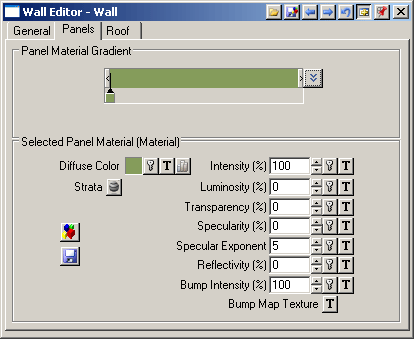 Wall Editor - Wall
General Panels Roof
Panel Material Gradient
Selected Panel Material (Material)
Diffuse Color T Intensity (%) 100 T
Strata Luminosity (%) 0 T
Transparency (%) 0 T
Specularity (%) 0 T
Specular Exponent 5 T
Reflectivity (%) 0 T
Bump Intensity (%) 100 T
Bump Map Texture T